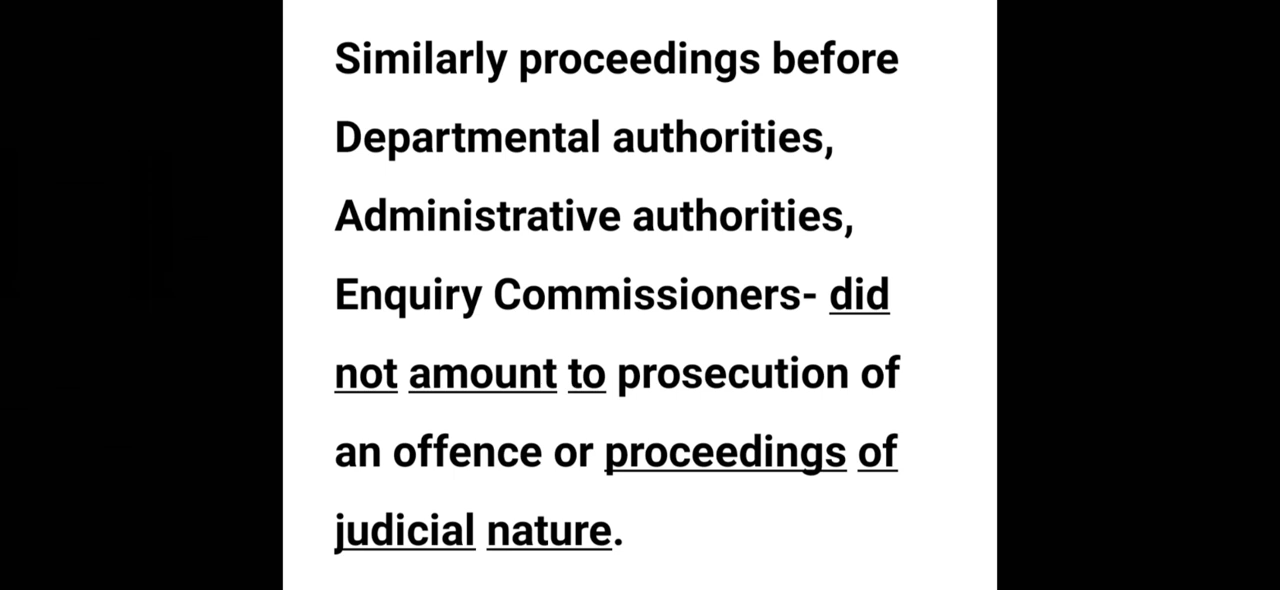 Similarly proceedings before
Departmental authorities,
Administrative authorities,
Enquiry Commissioners- did
not amount to prosecution of
an offence or proceedings of
judicial nature.